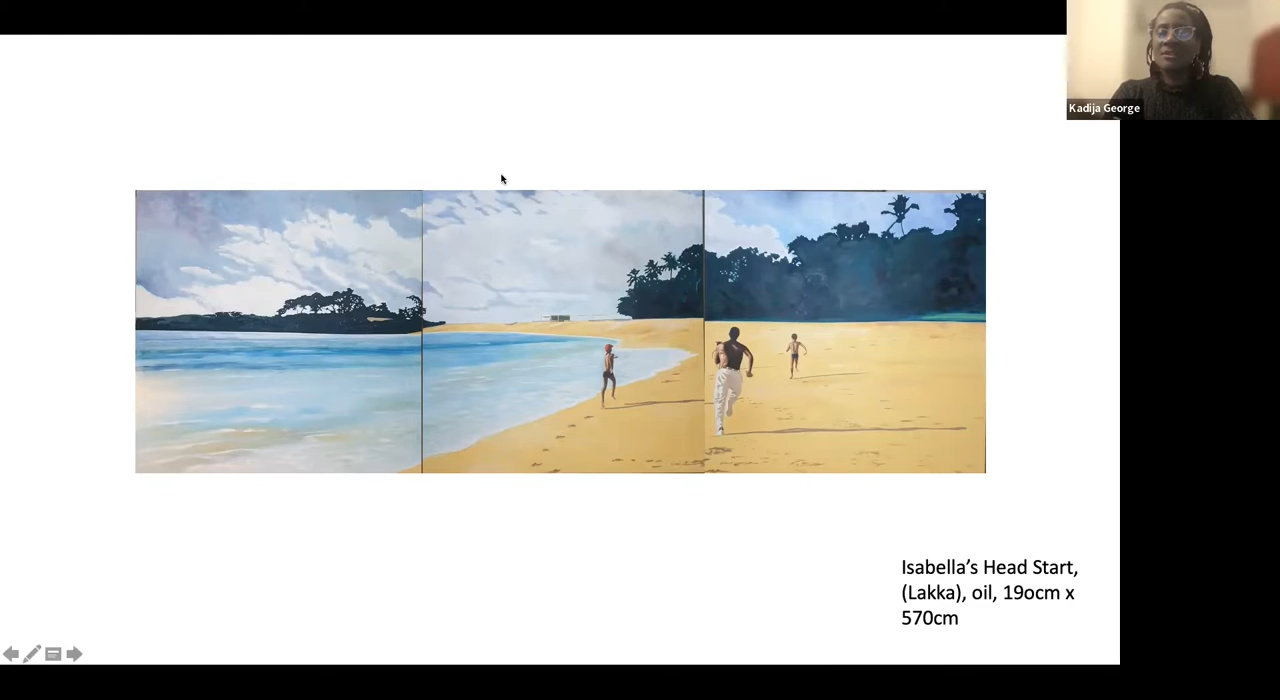 Kadija George
Isabella's Head Start,
(Lakka), oil, 19ocm x
570cm